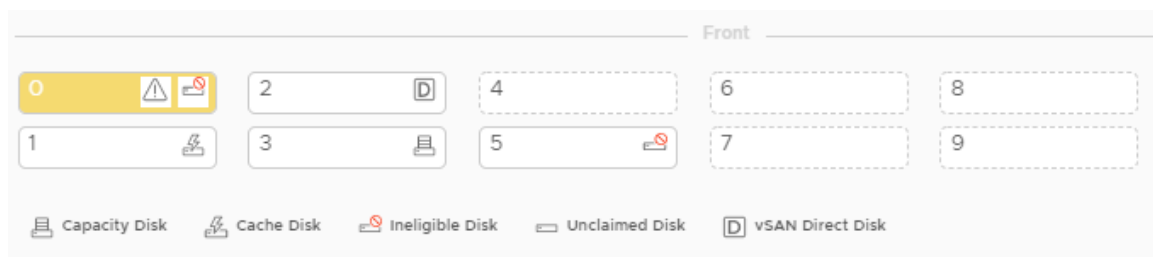 Front
0 2 D 4 6 8
1 3 5 7 9
Capacity Disk Cache Disk Ineligible Disk Unclaimed Disk D vSAN Direct Disk